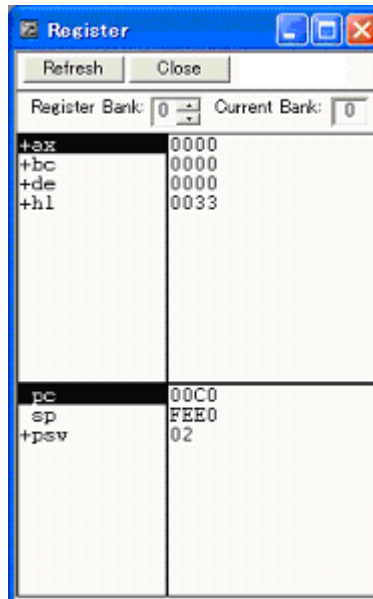 Register
Refresh Close
Register Bank: 0 Current Bank: 0
+ax 0000
+bc 0000
+de 0000
+hl 0033
pc 00C0
sp FEE0
+psw 02